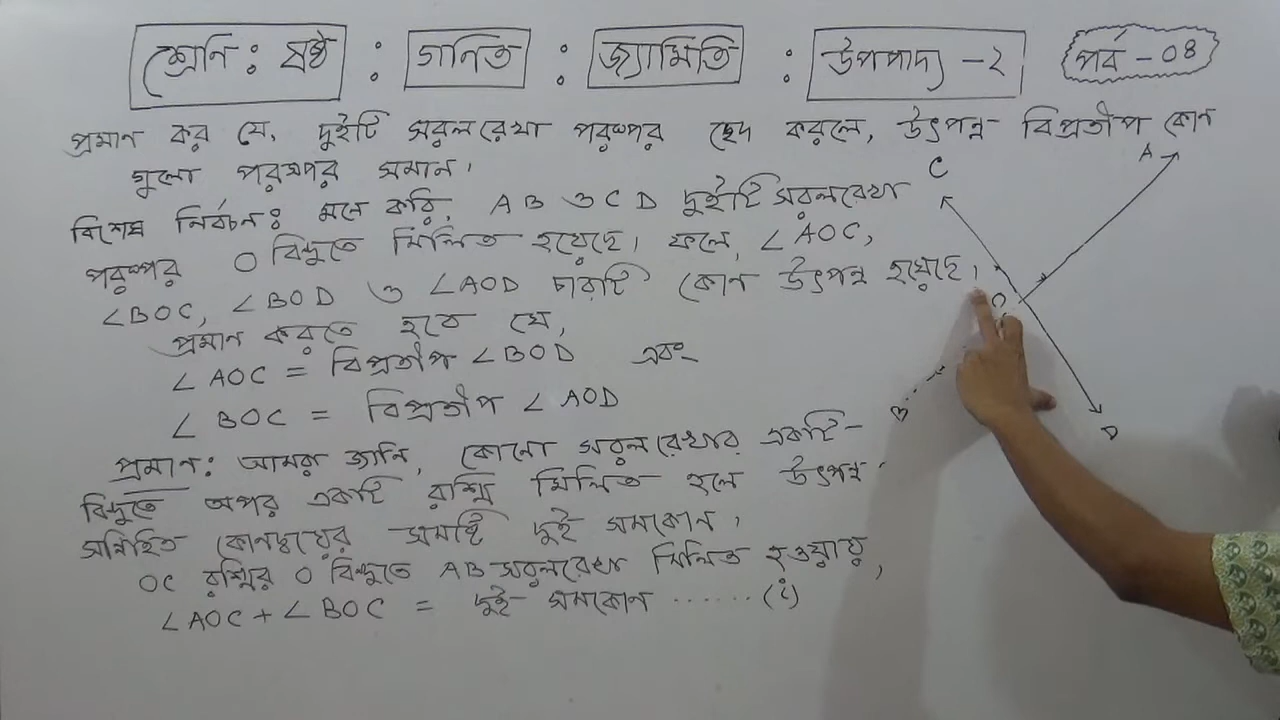 শ্রেনি : ষষ্ঠ : গনিত : জ্যামিতি : উপপাদ্য -২ পর্ব - 08
প্রমান কর যে, দুইটি সরলরেখা পরস্পর ছেদ করলে, উৎপন্ন বিপ্রতীপ কোন
গুলো পরস্পর সমান।
বিশেষ নির্বচন: মনে করি, AB ও CD দুইটি সরলরেখা
পরস্পর O বিন্দুতে মিলিত হয়েছে। ফলে, ∠AOC,
∠BOC, ∠BOD ও ∠AOD চারটি কোন উৎপন্ন হয়েছে।
প্রমান করতে হবে যে,
∠AOC = বিপ্রতীপ ∠BOD এবং
∠BOC = বিপ্রতীপ ∠AOD
প্রমান: আমরা জানি, কোনো সরলরেখার একটি-
বিন্দুতে অপর একটি রশ্মি মিলিত হলে উৎপন্ন
সন্নিহিত কোনদ্বয়ের সমষ্টি দুই সমকোন।
OC রশ্মির O বিন্দুতে AB সরলরেখা মিলিত হওয়ায়,
∠AOC + ∠BOC = দুই সমকোন ...... (i)
C
A
O
B
D